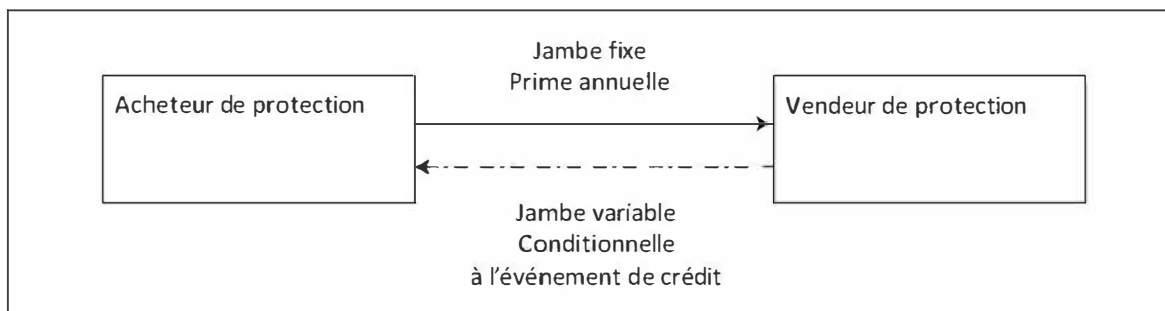 Jambe fixe
Prime annuelle
Acheteur de protection
Vendeur de protection
Jambe variable
Conditionnelle
à l'événement de crédit